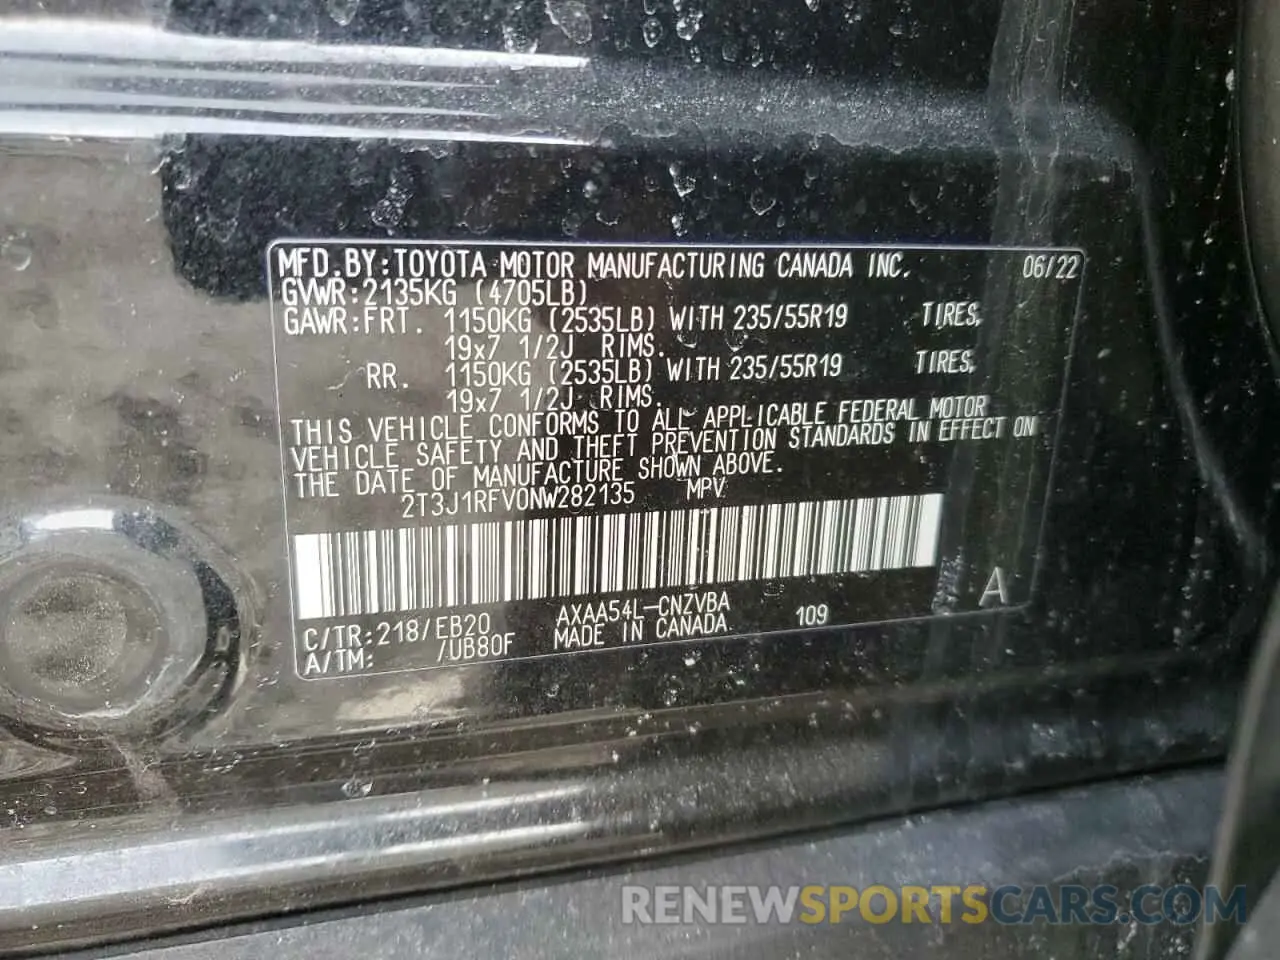 MFD.BY:TOYOTA MOTOR MANUFACTURING CANADA INC. 06/22
GVWR:2135KG (4705LB)
GAWR:FRT. 1150KG (2535LB) WITH 235/55R19 TIRES,
19x7 1/2J RIMS.
RR. 1150KG (2535LB) WITH 235/55R19 TIRES,
19x7 1/2J RIMS.
THIS VEHICLE CONFORMS TO ALL APPLICABLE FEDERAL MOTOR
VEHICLE SAFETY AND THEFT PREVENTION STANDARDS IN EFFECT ON
THE DATE OF MANUFACTURE SHOWN ABOVE.
2T3J1RFV0NW282135 MPV
C/TR:218/EB20 AXAA54L-CNZVBA 109 A
A/TM: /UB80F MADE IN CANADA
RENEWSPORTSCARS.COM